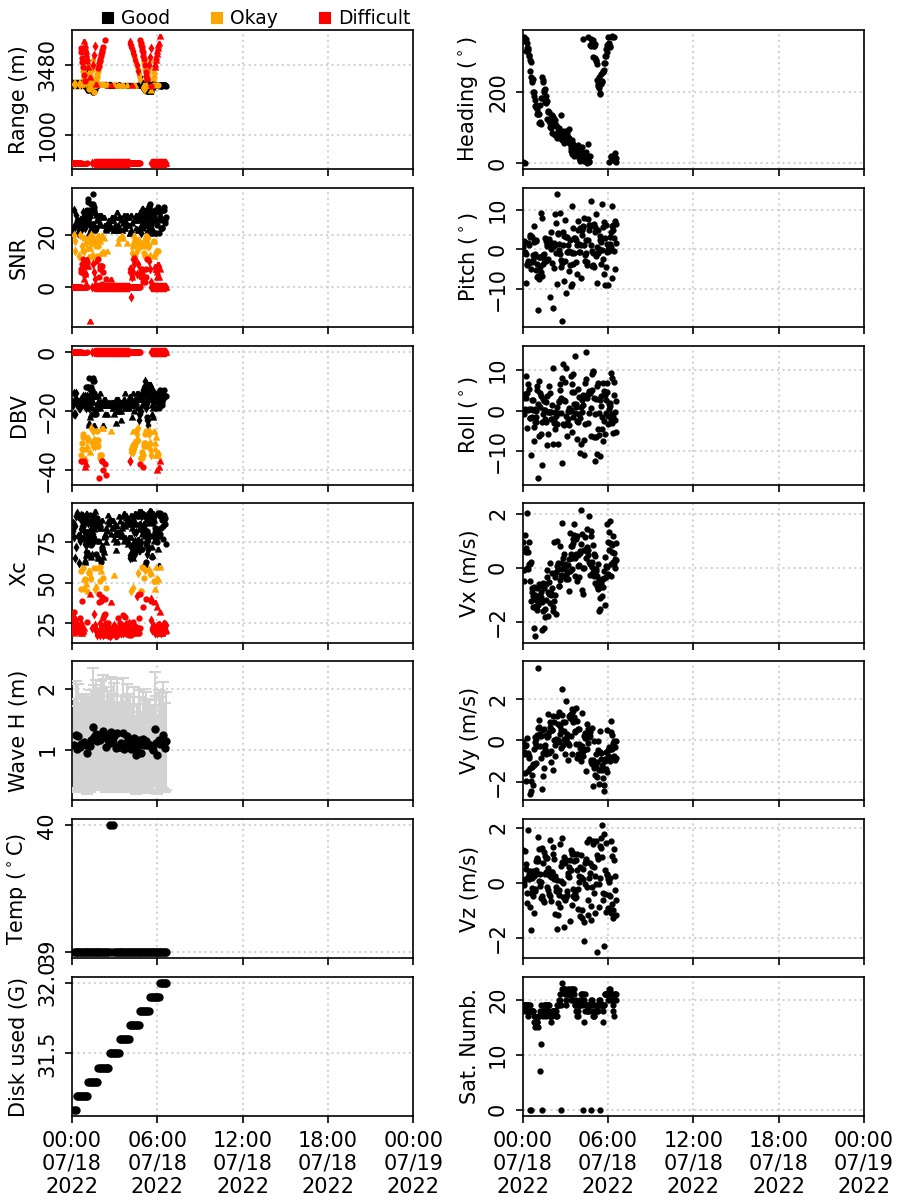 Good Okay Difficult
Range (m)
3480
1000
Heading (°)
200
0
SNR
20
0
Pitch (°)
10
0
−10
DBV
0
−20
−40
Roll (°)
10
0
−10
Xc
75
50
25
Vx (m/s)
2
0
−2
Wave H (m)
2
1
Vy (m/s)
2
0
−2
Temp (°C)
40
39
Vz (m/s)
2
0
−2
Disk used (G)
32.0
31.5
Sat. Numb.
20
10
0
00:00 06:00 12:00 18:00 00:00
07/18 07/18 07/18 07/18 07/19
2022 2022 2022 2022 2022
00:00 06:00 12:00 18:00 00:00
07/18 07/18 07/18 07/18 07/19
2022 2022 2022 2022 2022